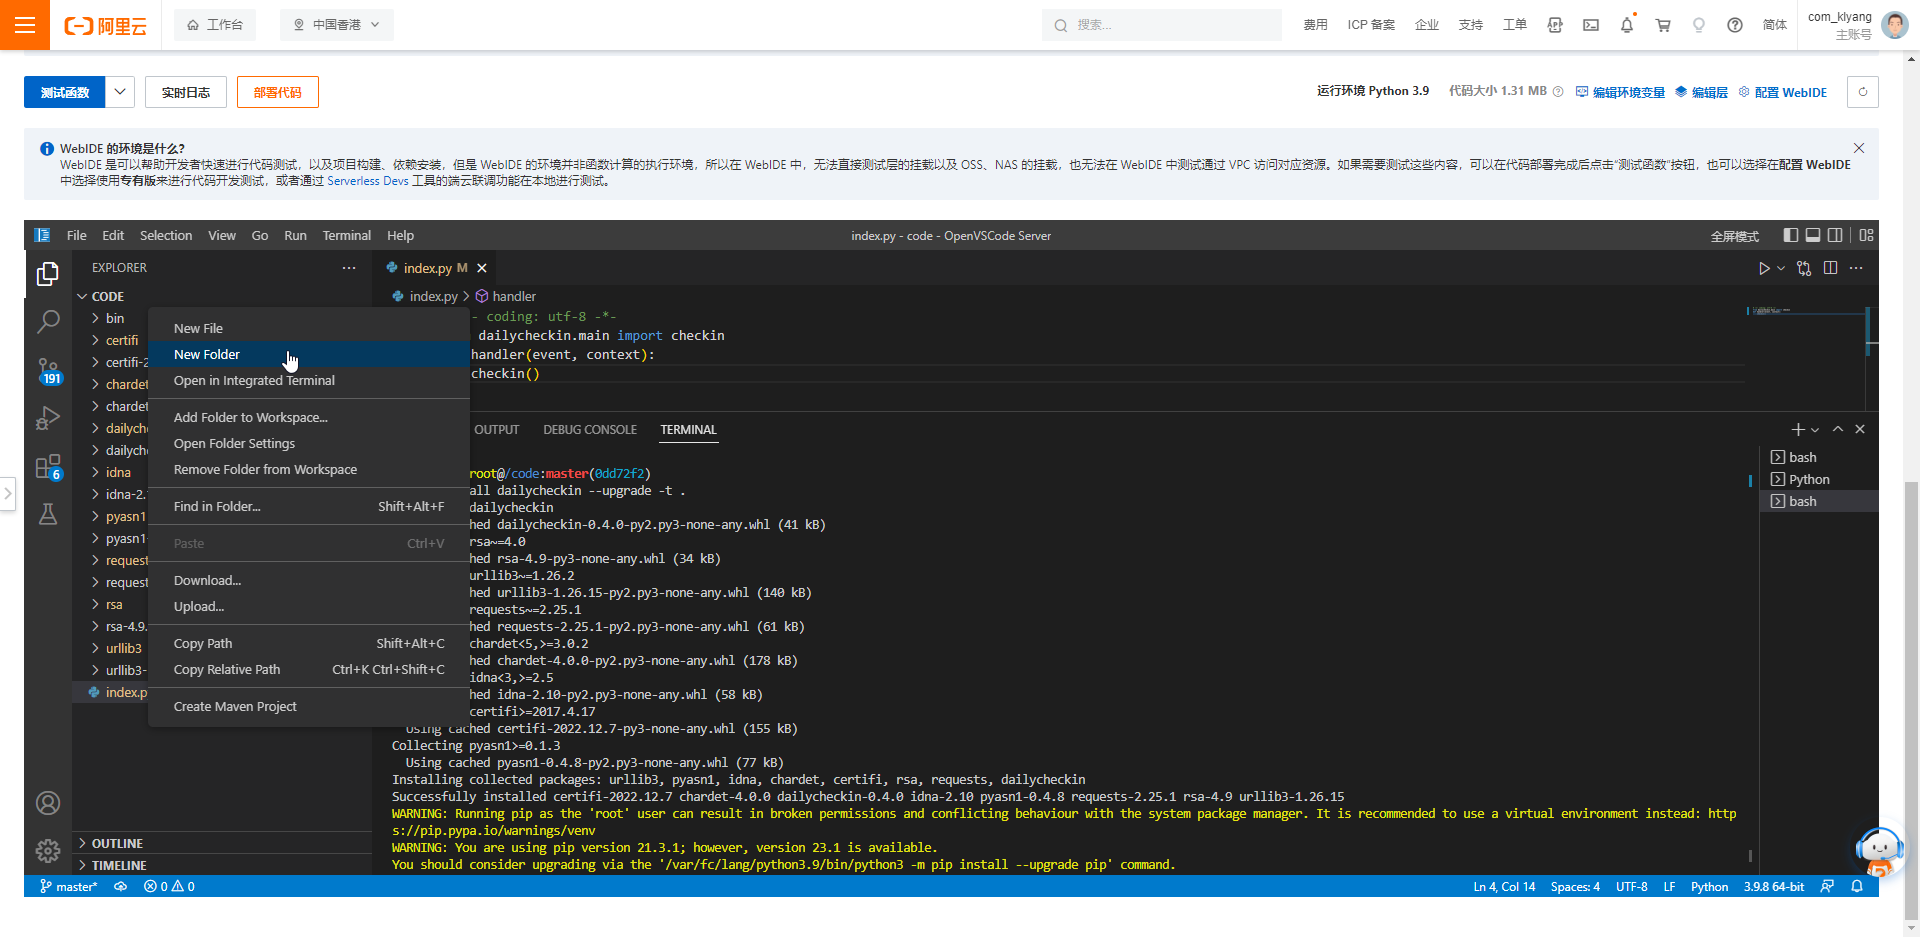 阿里云
工作台
中国香港
搜索...
费用
ICP 备案
企业
支持
工单
简体
com_klyang
主账号
测试函数
实时日志
部署代码
运行环境 Python 3.9
代码大小 1.31 MB
编辑环境变量
编辑层
配置 WebIDE
WebIDE 的环境是什么?
WebIDE 是可以帮助开发者快速进行代码测试，以及项目构建、依赖安装，但是 WebIDE 的环境并非函数计算的执行环境，所以在 WebIDE 中，无法直接测试层的挂载以及 OSS、NAS 的挂载，也无法在 WebIDE 中测试通过 VPC 访问对应资源。如果需要测试这些内容，可以在代码部署完成后点击“测试函数”按钮，也可以选择在配置 WebIDE
中选择使用专有版来进行代码开发测试，或者通过 Serverless Devs 工具的端云联调功能在本地进行测试。
File Edit Selection View Go Run Terminal Help
index.py - code - OpenVSCode Server
全屏模式
EXPLORER
index.py M
CODE
index.py > handler
bin
certifi
certifi-2
chardet
chardet
dailych
dailych
idna
idna-2.
pyasn1
pyasn1-
request
request
rsa
rsa-4.9.
urllib3
urllib3-
index.p
191
6
New File
New Folder
Open in Integrated Terminal
Add Folder to Workspace...
Open Folder Settings
Remove Folder from Workspace
Find in Folder... Shift+Alt+F
Paste Ctrl+V
Download...
Upload...
Copy Path Shift+Alt+C
Copy Relative Path Ctrl+K Ctrl+Shift+C
Create Maven Project
- coding: utf-8 -*-
dailycheckin.main import checkin
handler(event, context):
checkin()
OUTPUT DEBUG CONSOLE TERMINAL
bash
Python
bash
root@/code:master(0dd72f2)
all dailycheckin --upgrade -t .
dailycheckin
hed dailycheckin-0.4.0-py2.py3-none-any.whl (41 kB)
rsa~=4.0
hed rsa-4.9-py3-none-any.whl (34 kB)
urllib3~=1.26.2
hed urllib3-1.26.15-py2.py3-none-any.whl (140 kB)
requests~=2.25.1
hed requests-2.25.1-py2.py3-none-any.whl (61 kB)
chardet<5,>=3.0.2
hed chardet-4.0.0-py2.py3-none-any.whl (178 kB)
idna<3,>=2.5
hed idna-2.10-py2.py3-none-any.whl (58 kB)
certifi>=2017.4.17
Using cached certifi-2022.12.7-py3-none-any.whl (155 kB)
Collecting pyasn1>=0.1.3
Using cached pyasn1-0.4.8-py2.py3-none-any.whl (77 kB)
Installing collected packages: urllib3, pyasn1, idna, chardet, certifi, rsa, requests, dailycheckin
Successfully installed certifi-2022.12.7 chardet-4.0.0 dailycheckin-0.4.0 idna-2.10 pyasn1-0.4.8 requests-2.25.1 rsa-4.9 urllib3-1.26.15
WARNING: Running pip as the 'root' user can result in broken permissions and conflicting behaviour with the system package manager. It is recommended to use a virtual environment instead: http
s://pip.pypa.io/warnings/venv
WARNING: You are using pip version 21.3.1; however, version 23.1 is available.
You should consider upgrading via the '/var/fc/lang/python3.9/bin/python3 -m pip install --upgrade pip' command.
OUTLINE
TIMELINE
master* 0 0
Ln 4, Col 14 Spaces: 4 UTF-8 LF Python 3.9.8 64-bit